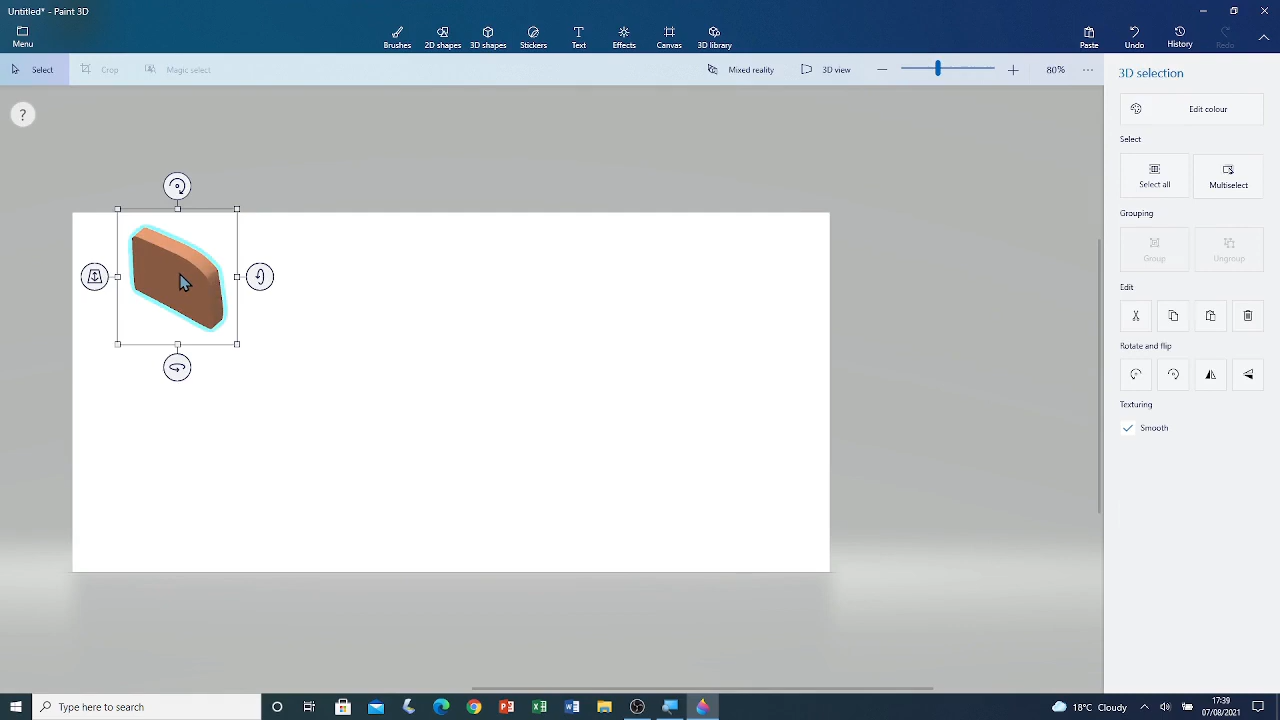 Untitled* - Paint 3D
Menu
Brushes
2D shapes
3D shapes
Stickers
Text
Effects
Canvas
3D library
Paste
Undo
History
Redo
Select
Crop
Magic select
Mixed reality
3D view
80%
?
3D selection
Edit colour
Select
Select all
Multiselect
Grouping
Group
Ungroup
Edit
Rotate and flip
Texturing
Smooth
Type here to search
18°C Cloudy
17:39
07/08/2021